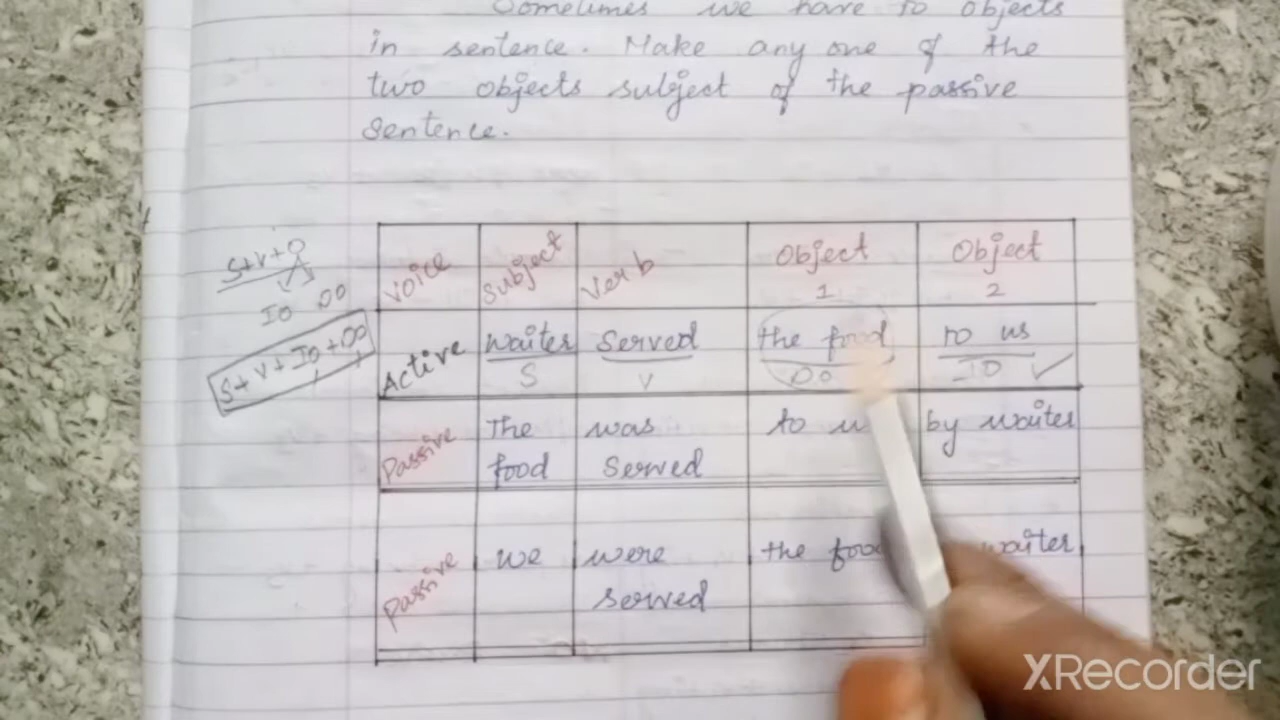 Sometimes we have to objects
in sentence. Make any one of the
two objects subject of the passive
sentence.
S+V+O
IO DO
S+V+IO+DO
Voice Subject Verb Object 1 Object 2
Active Waiter Served the food to us
S V DO IO ✓
Passive The food was Served to by waiter
Passive we were served the waiter
XRecorder